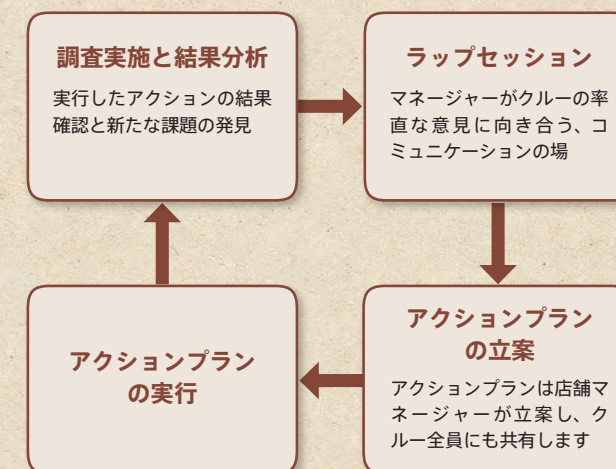 調査実施と結果分析
実行したアクションの結果
確認と新たな課題の発見
ラップセッション
マネージャーがクルーの率
直な意見に向き合う、コ
ミュニケーションの場
アクションプラン
の実行
アクションプラン
の立案
アクションプランは店舗マ
ネージャーが立案し、ク
ルー全員にも共有します